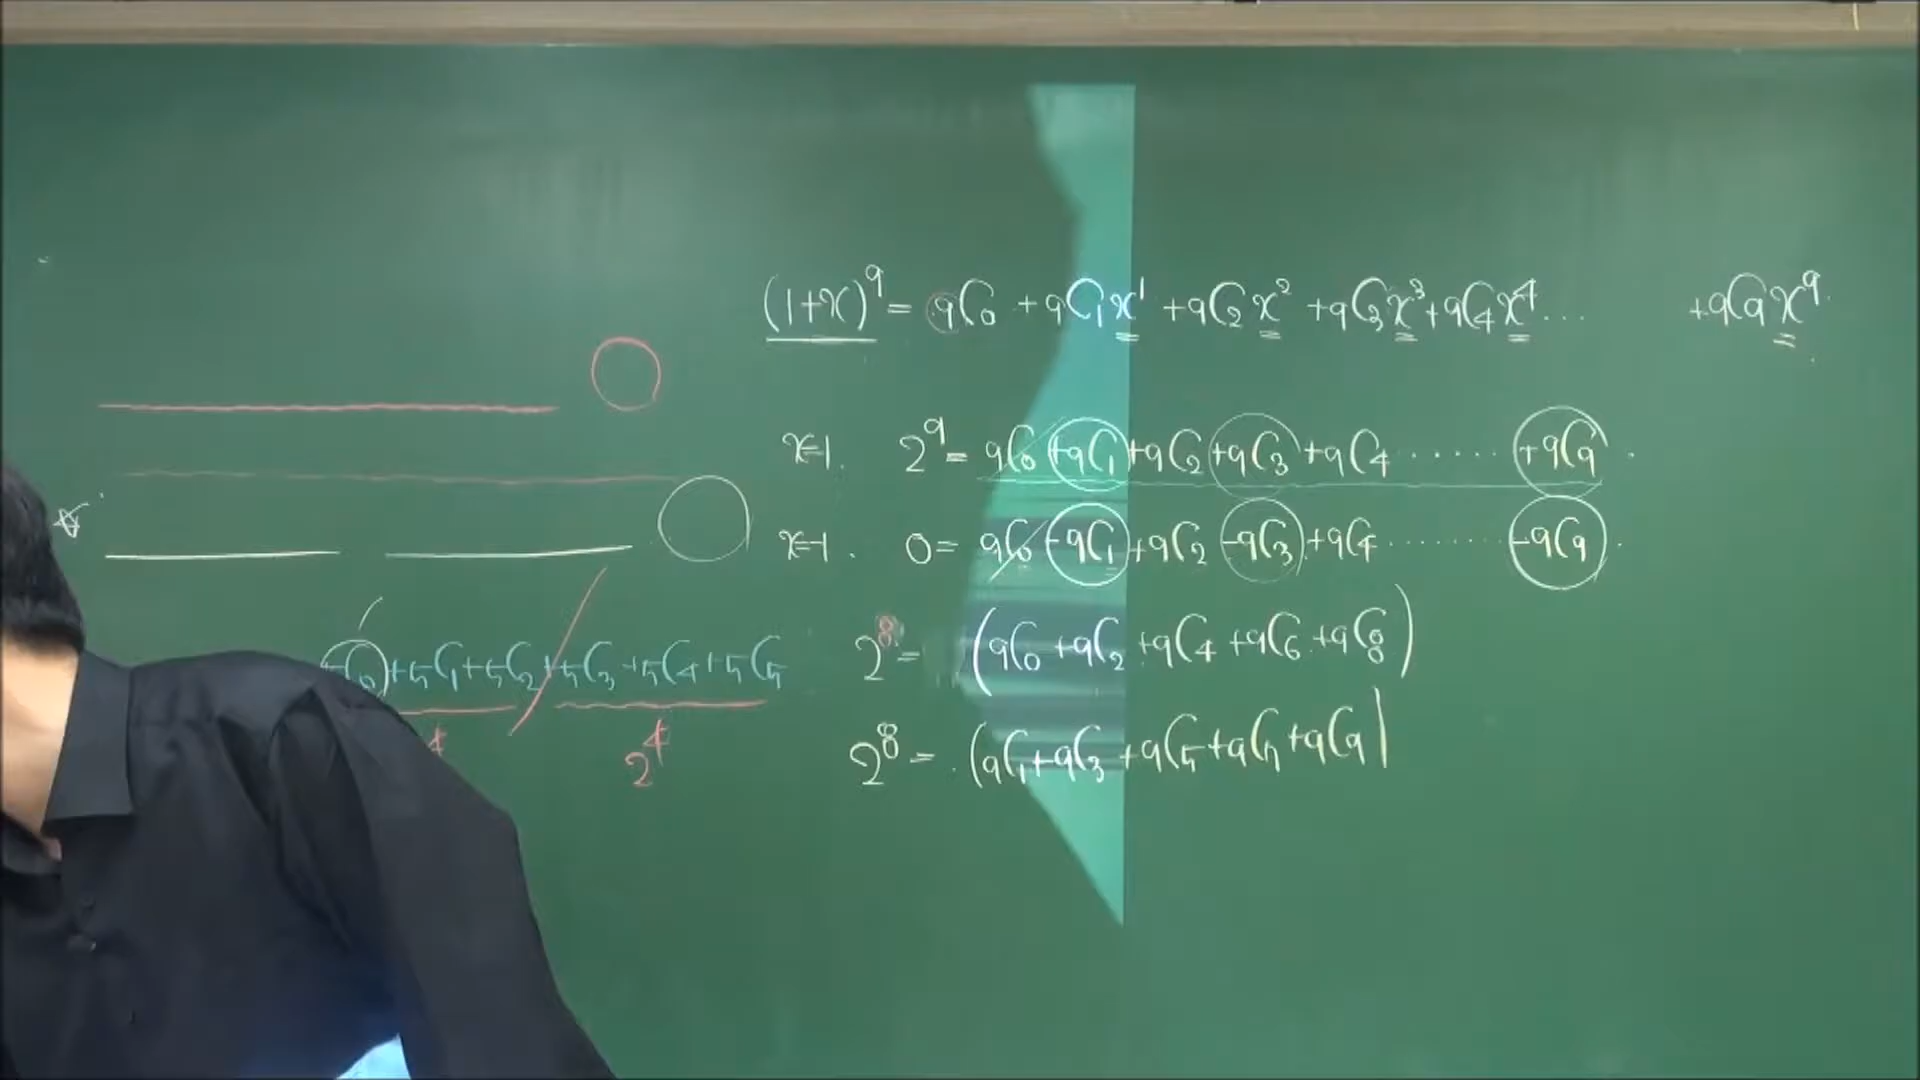 (1+x)⁹ = ₉C₀ + ₉C₁x¹ + ₉C₂x² + ₉C₃x³ + ₉C₄x⁴ ... + ₉C₉x⁹
x=1. 2⁹ = ₉C₀ + ₉C₁ + ₉C₂ + ₉C₃ + ₉C₄ ...... + ₉C₉
x=-1. 0 = ₉C₀ - ₉C₁ + ₉C₂ - ₉C₃ + ₉C₄ ........ - ₉C₉
2⁸ = (₉C₀ + ₉C₂ + ₉C₄ + ₉C₆ + ₉C₈)
2⁸ = (₉C₁ + ₉C₃ + ₉C₅ + ₉C₇ + ₉C₉)
C₀ + ₅C₁ + ₅C₂ + ₅C₃ + ₅C₄ + ₅C₅
4 2⁴